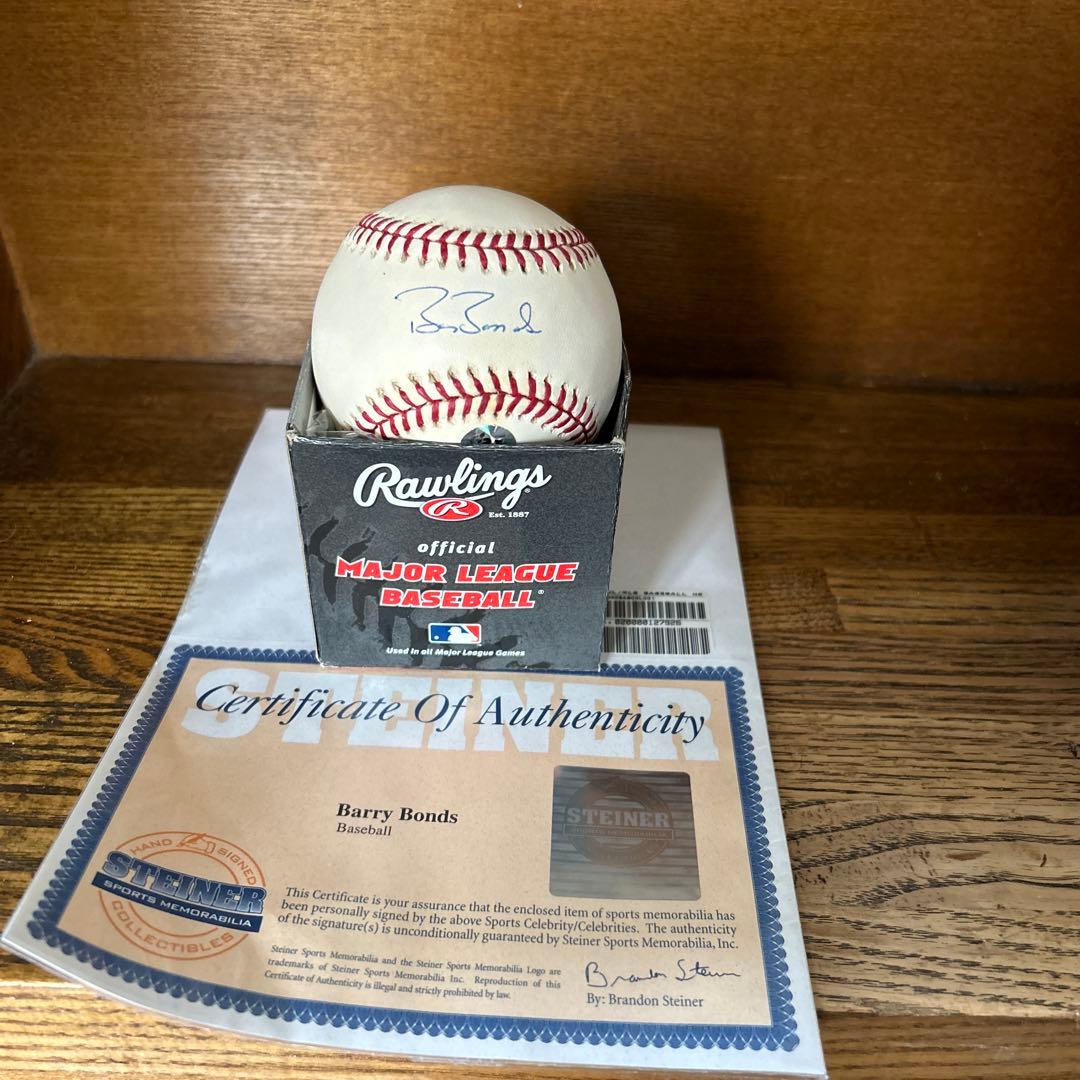 Barry Bonds
Rawlings®
R
Est. 1887
official
MAJOR LEAGUE
BASEBALL®
Used in all Major League Games
BASEBALL
STEINER
Certificate Of Authenticity
Barry Bonds
Baseball
STEINER
SPORTS MEMORABILIA
HAND SIGNED
STEINER
SPORTS MEMORABILIA
COLLECTIBLES
This Certificate is your assurance that the enclosed item of sports memorabilia has
been personally signed by the above Sports Celebrity/Celebrities. The authenticity
of the signature(s) is unconditionally guaranteed by Steiner Sports Memorabilia, Inc.
Steiner Sports Memorabilia and the Steiner Sports Memorabilia Logo are
trademarks of Steiner Sports Memorabilia Inc. Reproduction of this
Certificate of Authenticity is illegal and strictly prohibited by law.
Brandon Steiner
By: Brandon Steiner